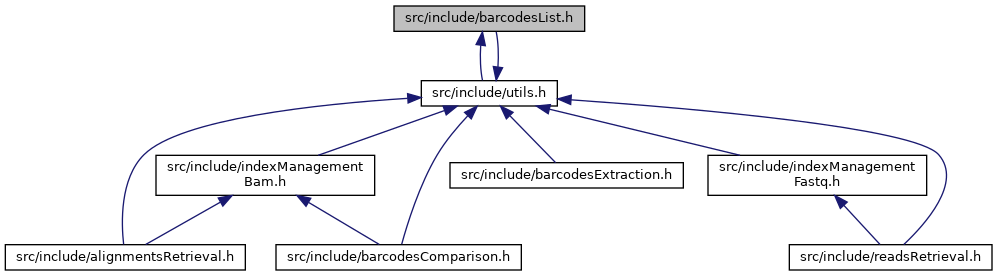 src/include/barcodesList.h
src/include/utils.h
src/include/indexManagement
Bam.h
src/include/barcodesExtraction.h
src/include/indexManagement
Fastq.h
src/include/alignmentsRetrieval.h
src/include/barcodesComparison.h
src/include/readsRetrieval.h